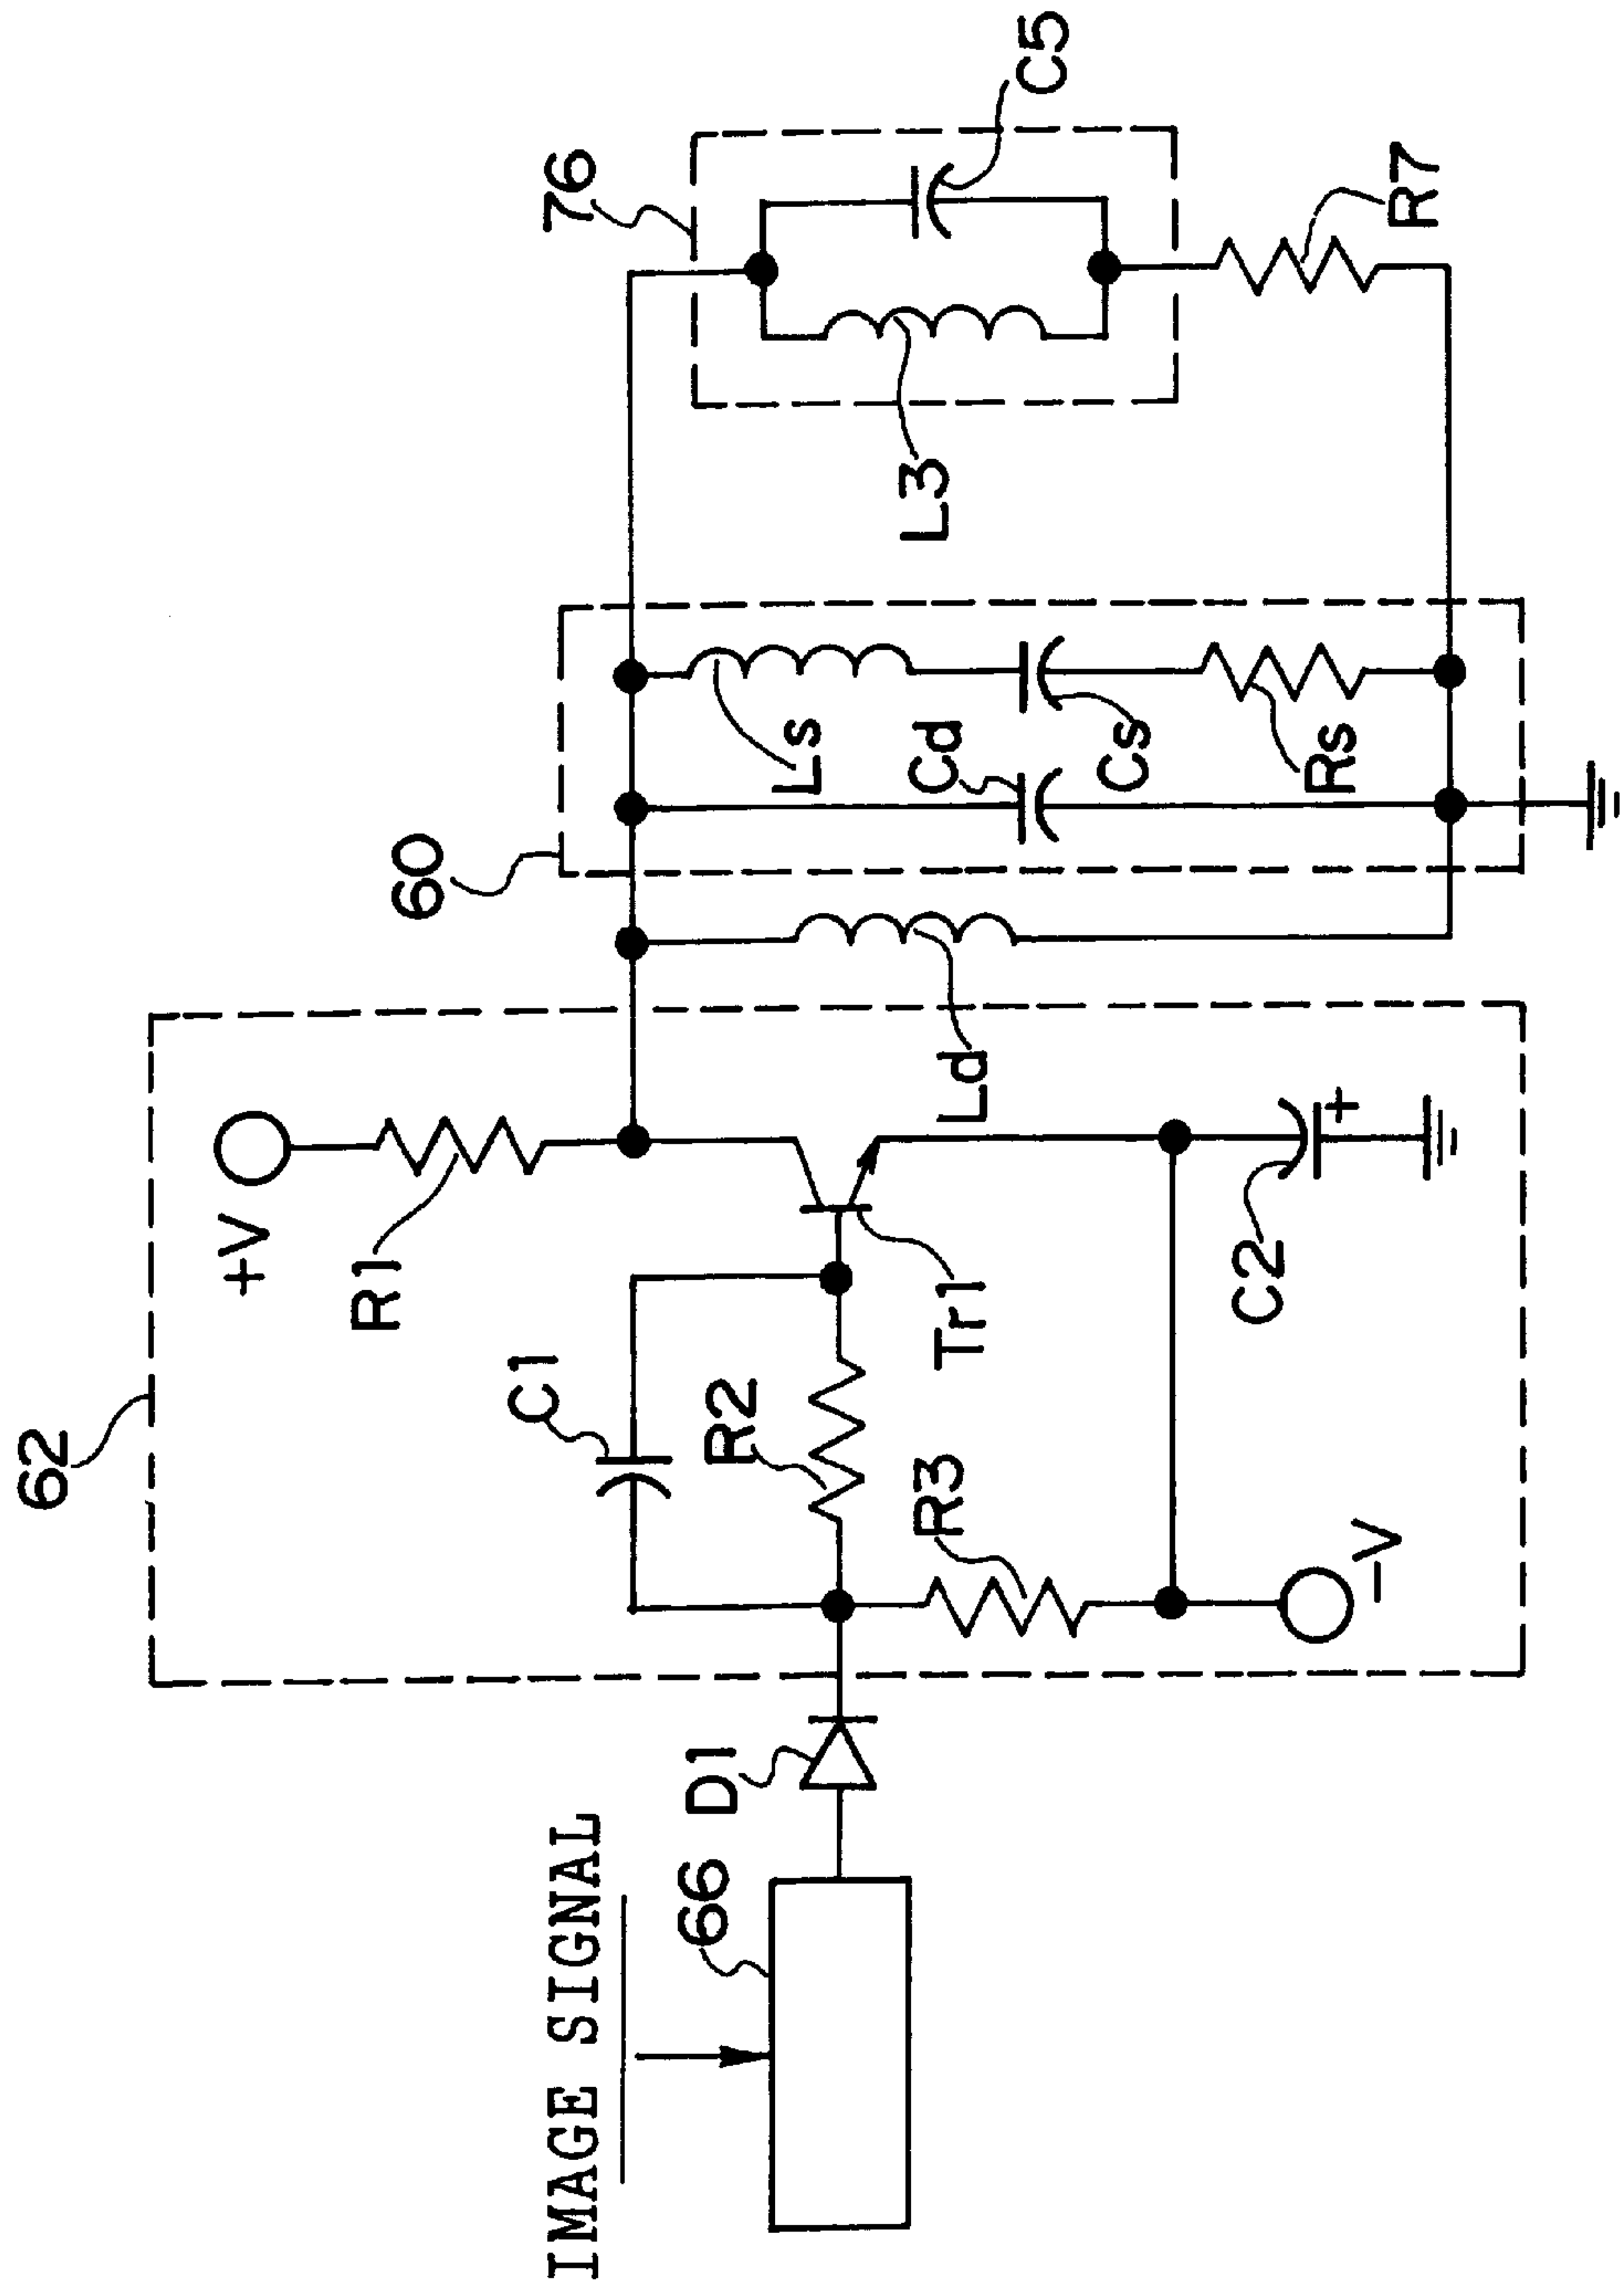 62
60
76
+V
R1
C1
R2
R3
Tr1
-V
C2
Ld
Ls
Cd
Cs
Rs
L3
C5
R7
IMAGE SIGNAL
66
D1